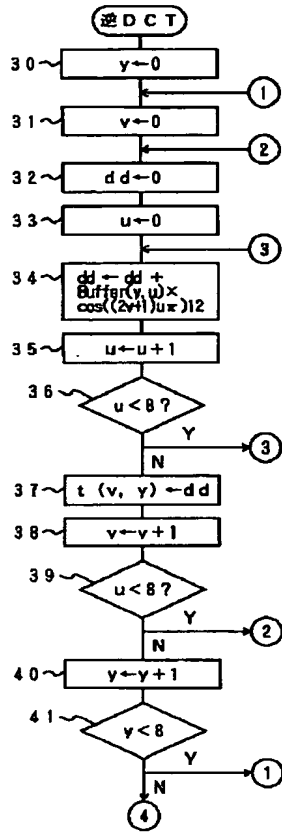 逆DCT
30
y←0
①
31
v←0
②
32
dd←0
33
u←0
③
34
dd ← dd +
Buffer(v, u)×
cos((2v+1)uπ)12
35
u←u+1
36
u<8?
Y
③
N
37
t (v, y) ←dd
38
v←v+1
39
u<8?
Y
②
N
40
y←y+1
41
y<8
Y
①
N
④